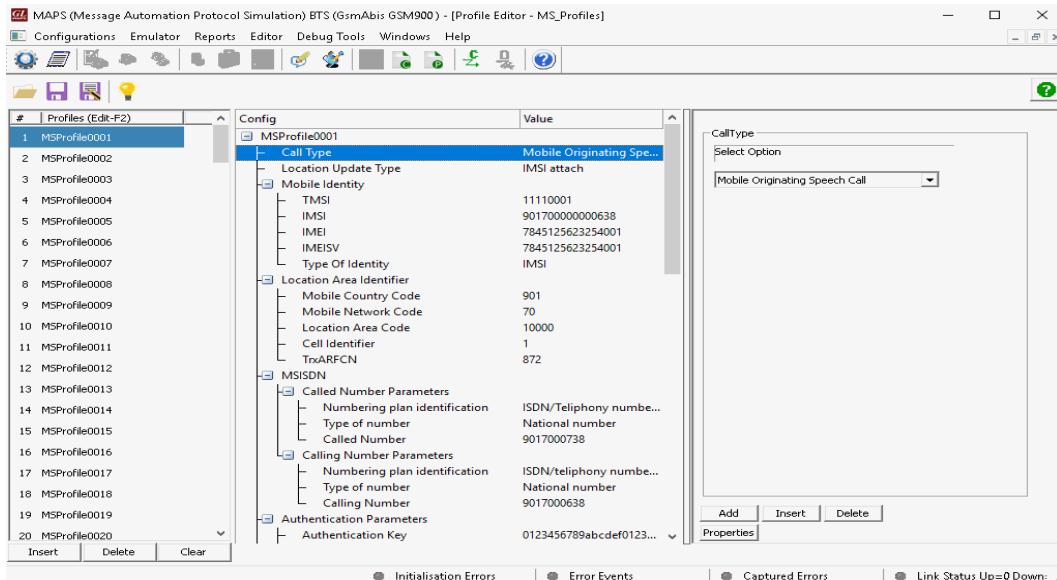 GL MAPS (Message Automation Protocol Simulation) BTS (GsmAbis GSM900 ) - [Profile Editor - MS_Profiles]
Configurations Emulator Reports Editor Debug Tools Windows Help
# Profiles (Edit-F2)
1 MSProfile0001
2 MSProfile0002
3 MSProfile0003
4 MSProfile0004
5 MSProfile0005
6 MSProfile0006
7 MSProfile0007
8 MSProfile0008
9 MSProfile0009
10 MSProfile0010
11 MSProfile0011
12 MSProfile0012
13 MSProfile0013
14 MSProfile0014
15 MSProfile0015
16 MSProfile0016
17 MSProfile0017
18 MSProfile0018
19 MSProfile0019
20 MSProfile0020
Insert Delete Clear
Config Value
MSProfile0001
Call Type Mobile Originating Spe...
Location Update Type IMSI attach
Mobile Identity
TMSI 11110001
IMSI 901700000000638
IMEI 7845125623254001
IMEISV 7845125623254001
Type Of Identity IMSI
Location Area Identifier
Mobile Country Code 901
Mobile Network Code 70
Location Area Code 10000
Cell Identifier 1
TrxARFCN 872
MSISDN
Called Number Parameters
Numbering plan identification ISDN/Teliphony numbe...
Type of number National number
Called Number 9017000738
Calling Number Parameters
Numbering plan identification ISDN/teliphony numbe...
Type of number National number
Calling Number 9017000638
Authentication Parameters
Authentication Key 0123456789abcdef0123...
CallType
Select Option
Mobile Originating Speech Call
Add Insert Delete
Properties
Initialisation Errors Error Events Captured Errors Link Status Up=0 Down: